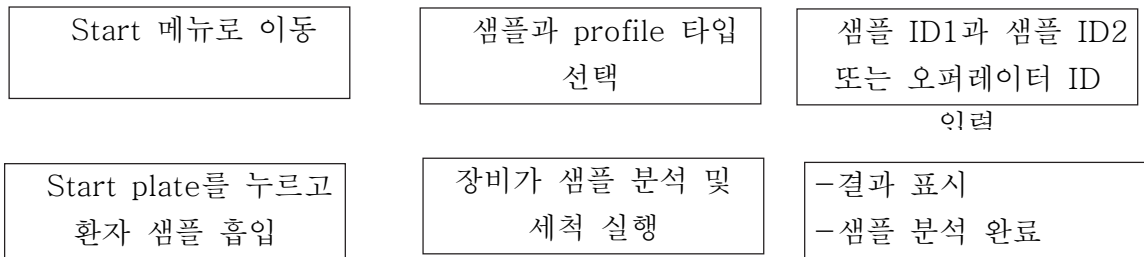 Start 메뉴로 이동
샘플과 profile 타입
선택
샘플 ID1과 샘플 ID2
또는 오퍼레이터 ID
입력
Start plate를 누르고
환자 샘플 흡입
장비가 샘플 분석 및
세척 실행
-결과 표시
-샘플 분석 완료